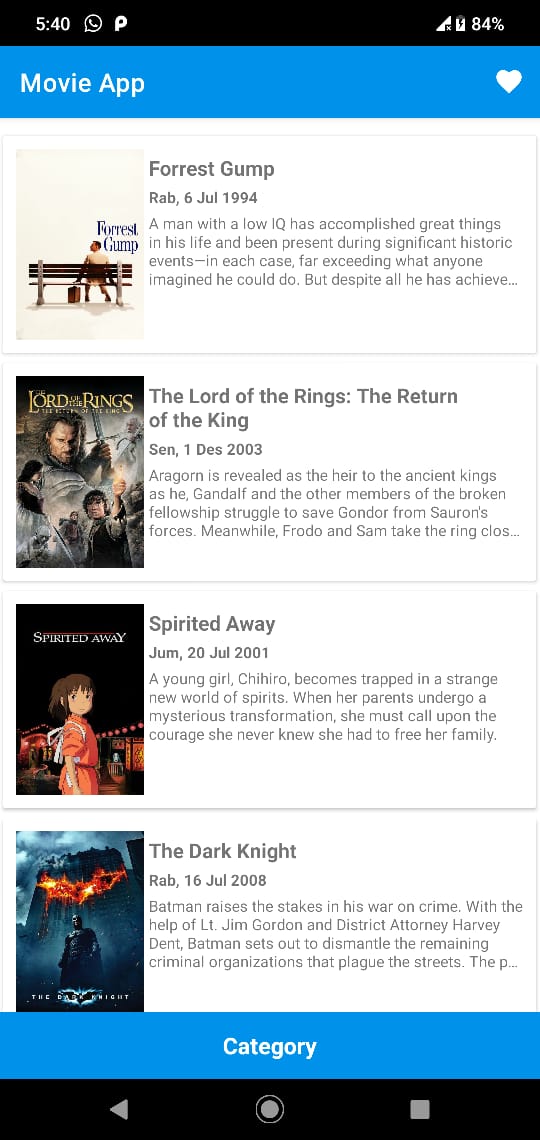 5:40
84%
Movie App
Forrest
Gump
Forrest Gump
Rab, 6 Jul 1994
A man with a low IQ has accomplished great things
in his life and been present during significant historic
events—in each case, far exceeding what anyone
imagined he could do. But despite all he has achieve...
THE
LORD OF THE RINGS
THE RETURN OF THE KING
The Lord of the Rings: The Return
of the King
Sen, 1 Des 2003
Aragorn is revealed as the heir to the ancient kings
as he, Gandalf and the other members of the broken
fellowship struggle to save Gondor from Sauron's
forces. Meanwhile, Frodo and Sam take the ring clos...
SPIRITED AWAY
Spirited Away
Jum, 20 Jul 2001
A young girl, Chihiro, becomes trapped in a strange
new world of spirits. When her parents undergo a
mysterious transformation, she must call upon the
courage she never knew she had to free her family.
THE DARK KNIGHT
The Dark Knight
Rab, 16 Jul 2008
Batman raises the stakes in his war on crime. With the
help of Lt. Jim Gordon and District Attorney Harvey
Dent, Batman sets out to dismantle the remaining
criminal organizations that plague the streets. The p...
Category